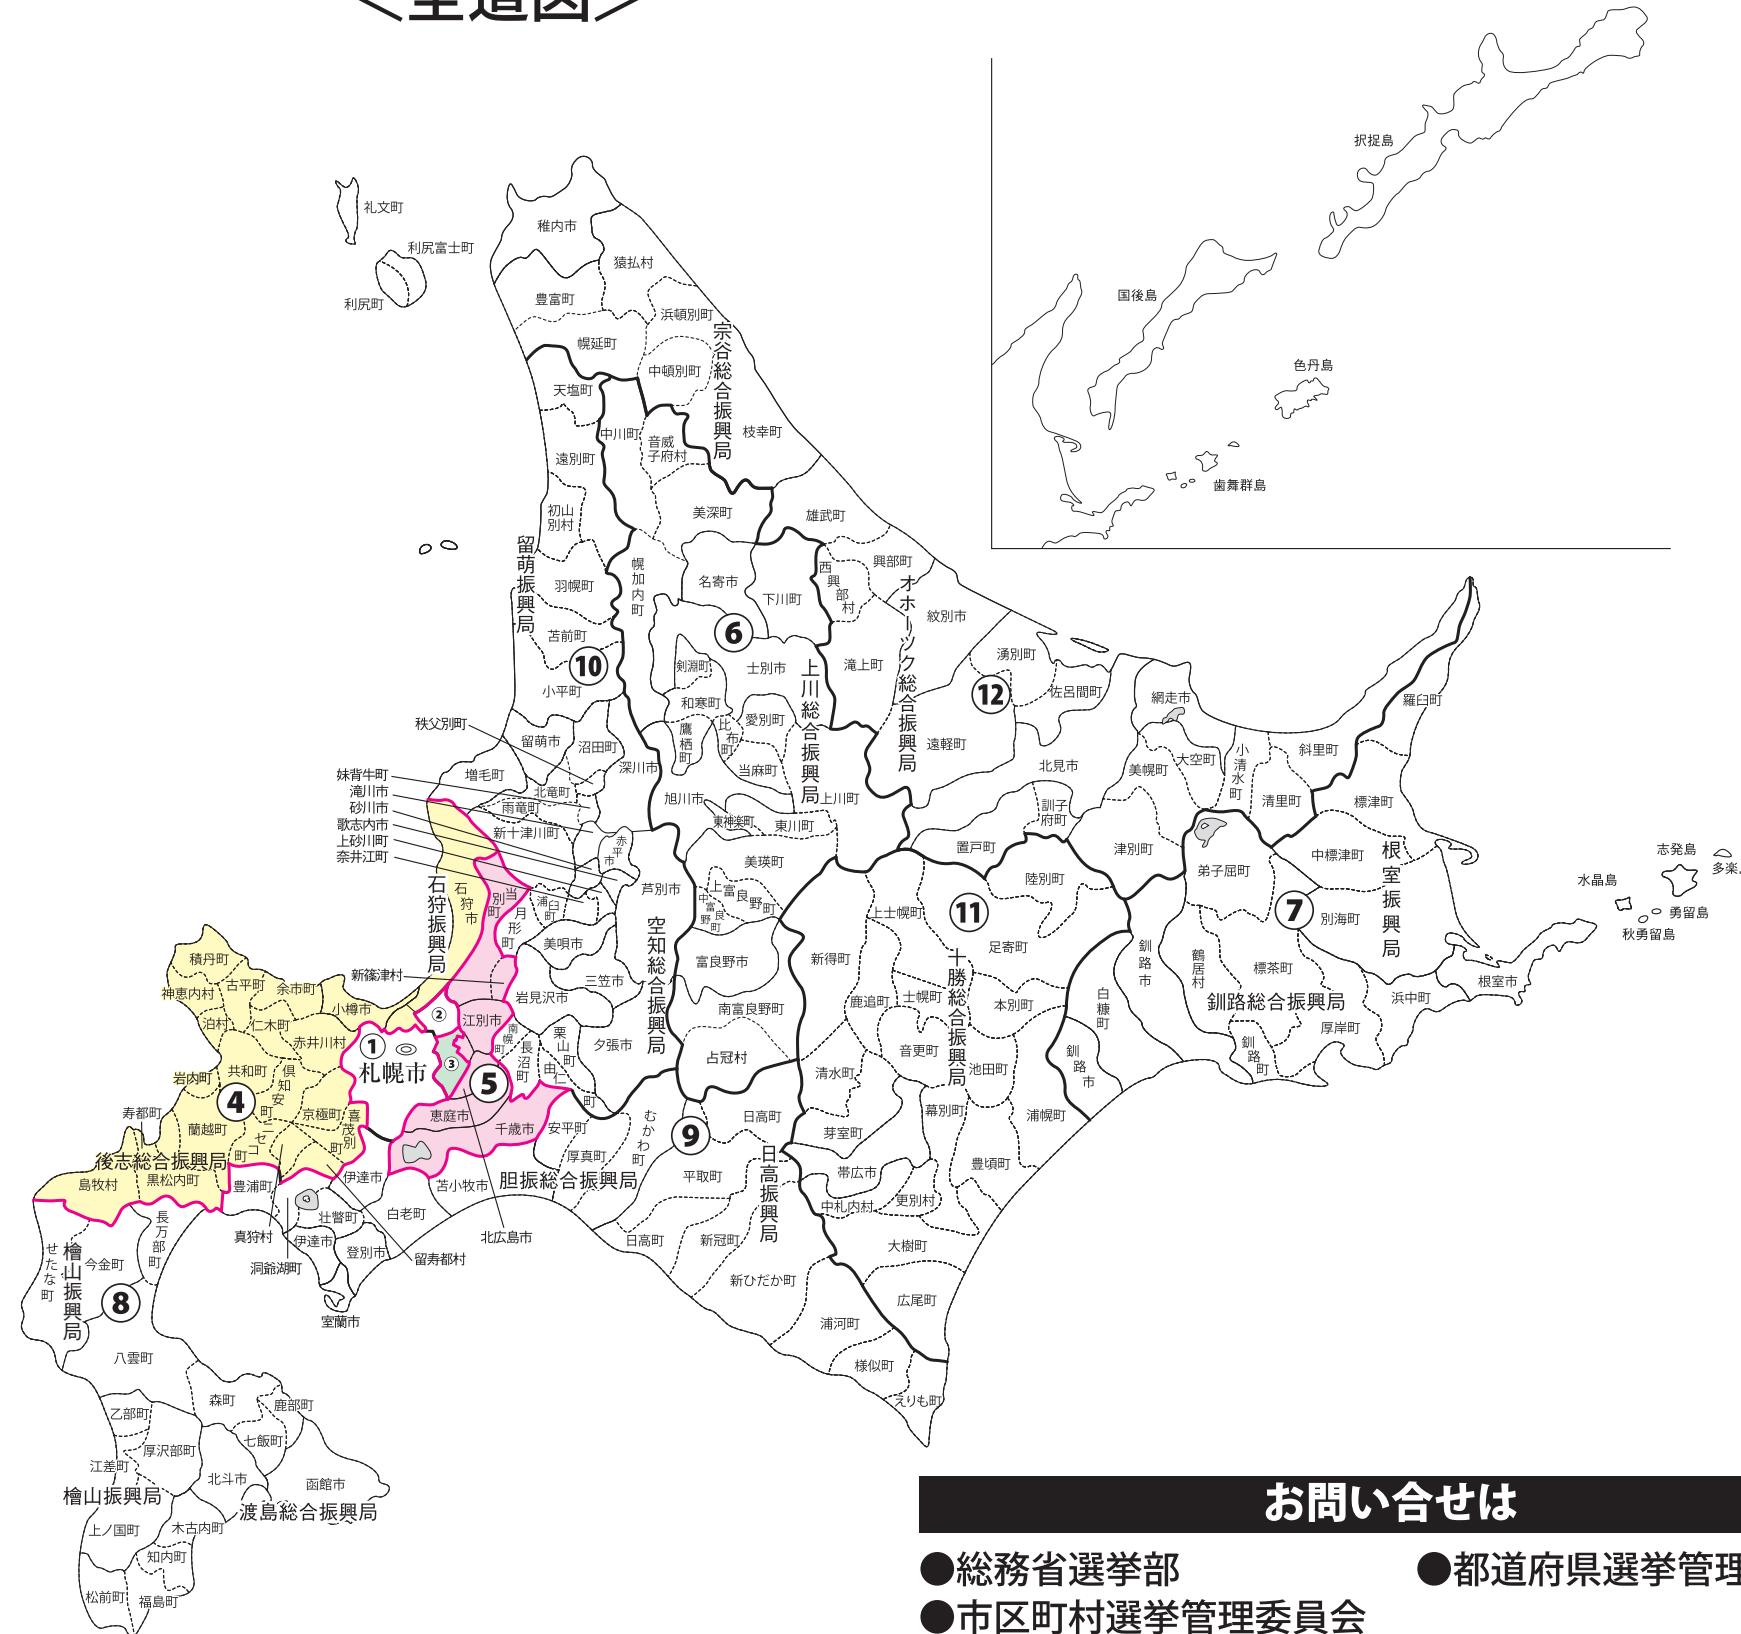 <全道図>
択捉島
国後島
色丹島
歯舞群島
礼文町
利尻富士町
利尻町
稚内市
猿払村
豊富町
浜頓別町
幌延町
中頓別町
宗谷総合振興局
枝幸町
天塩町
中川町
音威
子府村
遠別町
美深町
初山
別村
雄武町
留萌振興局
羽幌町
幌加内町
名寄市
下川町
西興部村
興部町
オホーツク総合振興局
紋別市
苫前町
⑥
⑩
剣淵町
士別市
上川総合振興局
滝上町
湧別町
⑫
佐呂間町
網走市
羅臼町
小平町
和寒町
愛別町
比布町
鷹栖町
当麻町
秩父別町
留萌市
沼田町
遠軽町
北見市
美幌町
大空町
小清水町
斜里町
妹背牛町
滝川市
砂川市
歌志内市
上砂川町
奈井江町
増毛町
北竜町
雨竜町
新十津川町
深川市
旭川市
東神楽町
東川町
上川町
訓子
府町
清里町
標津町
置戸町
津別町
中標津町
根室振興局
赤平市
芦別市
美瑛町
上富良野町
中富良野町
陸別町
弟子屈町
志発島
多楽
水晶島
勇留島
秋勇留島
石狩振興局
石狩市
当別町
浦臼町
月形町
美唄市
空知総合振興局
上士幌町
⑪
足寄町
⑦
別海町
積丹町
神恵内村
古平町
余市町
小樽市
泊村
仁木町
赤井川村
新篠津村
三笠市
岩見沢市
富良野市
新得町
十勝総合振興局
釧路市
鶴居村
標茶町
根室市
浜中町
釧路総合振興局
厚岸町
釧路町
②
江別市
①
札幌市
③
⑤
南幌町
長沼町
栗山町
由仁町
夕張市
南富良野町
占冠村
鹿追町
士幌町
本別町
白糠町
音更町
池田町
釧路市
清水町
岩内町
共和町
倶知安町
④
京極町
喜茂別町
寿都町
蘭越町
ニセコ町
後志総合振興局
島牧村
黒松内町
恵庭市
千歳市
安平町
むかわ町
⑨
日高町
日高振興局
芽室町
幕別町
浦幌町
厚真町
胆振総合振興局
平取町
帯広市
豊頃町
中札内村
更別村
豊浦町
伊達市
苫小牧市
白老町
壮瞥町
伊達市
登別市
真狩村
洞爺湖町
留寿都村
北広島市
室蘭市
長万部町
せたな町
檜山振興局
今金町
⑧
日高町
新冠町
新ひだか町
大樹町
広尾町
浦河町
様似町
えりも町
八雲町
森町
鹿部町
乙部町
厚沢部町
七飯町
江差町
北斗市
函館市
檜山振興局
渡島総合振興局
上ノ国町
木古内町
知内町
松前町
福島町
お問い合せは
●総務省選挙部
●都道府県選挙管理
●市区町村選挙管理委員会